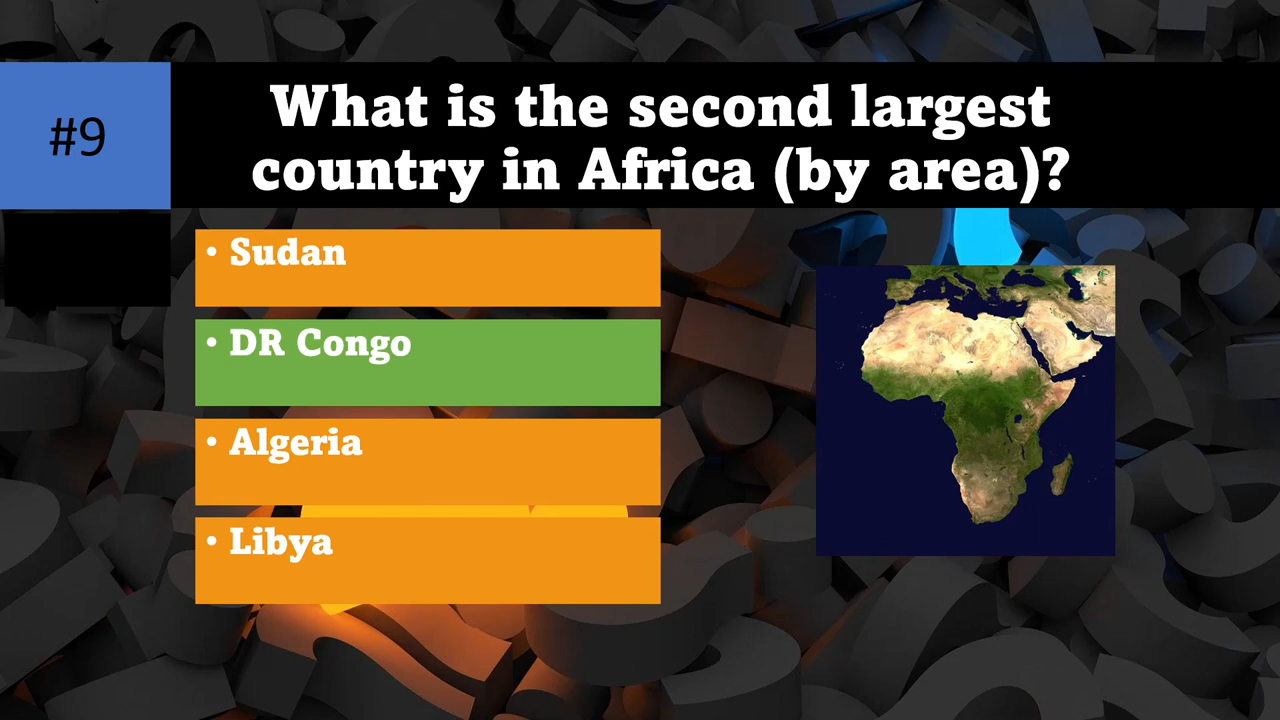 #9
What is the second largest
country in Africa (by area)?
• Sudan
• DR Congo
• Algeria
• Libya